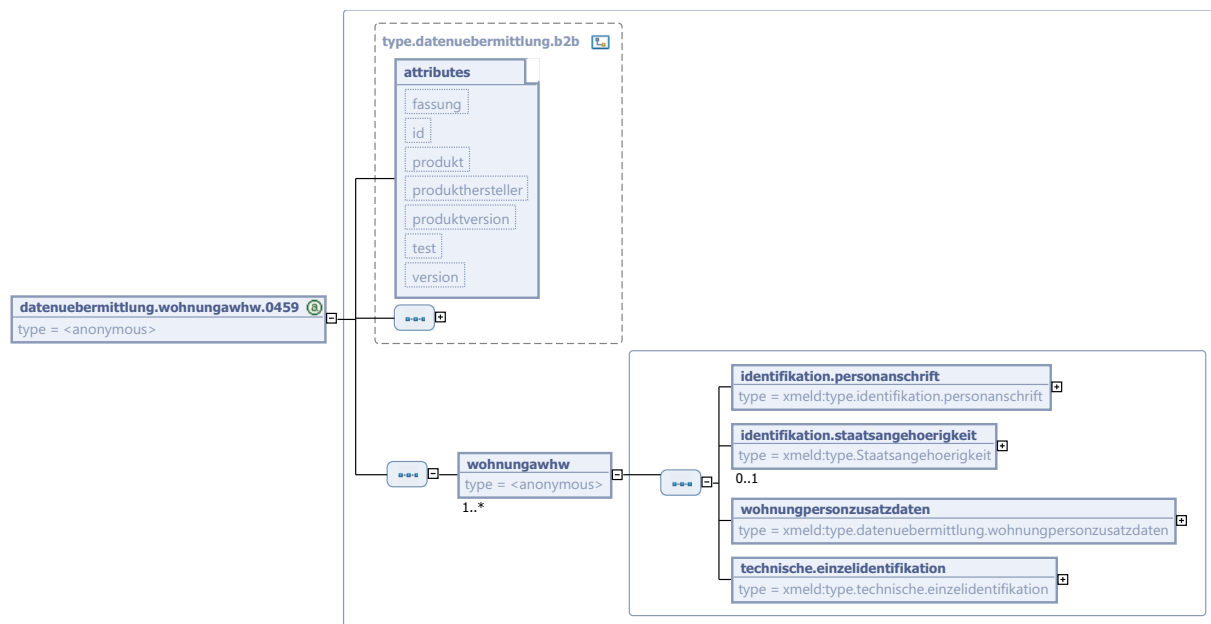 type.datenuebermittlung.b2b
attributes
fassung
id
produkt
produkthersteller
produktversion
test
version
datenuebermittlung.wohnungawhw.0459 a
type = <anonymous>
identifikation.personanschrift
type = xmeld:type.identifikation.personanschrift
identifikation.staatsangehoerigkeit
type = xmeld:type.Staatsangehoerigkeit
0..1
wohnungawhw
type = <anonymous>
1..*
wohnungpersonzusatzdaten
type = xmeld:type.datenuebermittlung.wohnungpersonzusatzdaten
technische.einzelidentifikation
type = xmeld:type.technische.einzelidentifikation